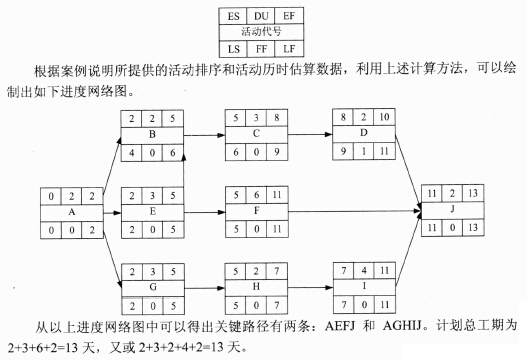 ES DU EF
活动代号
LS FF LF
根据案例说明所提供的活动排序和活动历时估算数据，利用上述计算方法，可以绘
制出如下进度网络图。
2 2 5
B
4 0 6
5 3 8
C
6 0 9
8 2 10
D
9 1 11
0 2 2
A
0 0 2
2 3 5
E
2 0 5
5 6 11
F
5 0 11
11 2 13
J
11 0 13
2 3 5
G
2 0 5
5 2 7
H
5 0 7
7 4 11
I
7 0 11
从以上进度网络图中可以得出关键路径有两条：AEFJ 和 AGHIJ。计划总工期为
2+3+6+2=13 天，又或 2+3+2+4+2=13 天。